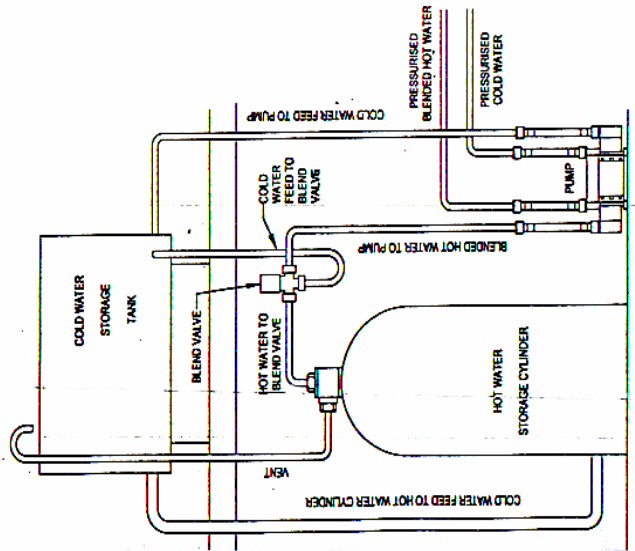 PRESSURISED
BLENDED HOT WATER
PRESSURISED
COLD WATER
COLD WATER FEED TO PUMP
COLD WATER
STORAGE
TANK
COLD
WATER
FEED TO
BLEND
VALVE
BLEND VALVE
HOT WATER TO
BLEND VALVE
BLENDED HOT WATER TO PUMP
PUMP
VENT
HOT WATER
STORAGE CYLINDER
COLD WATER FEED TO HOT WATER CYLINDER